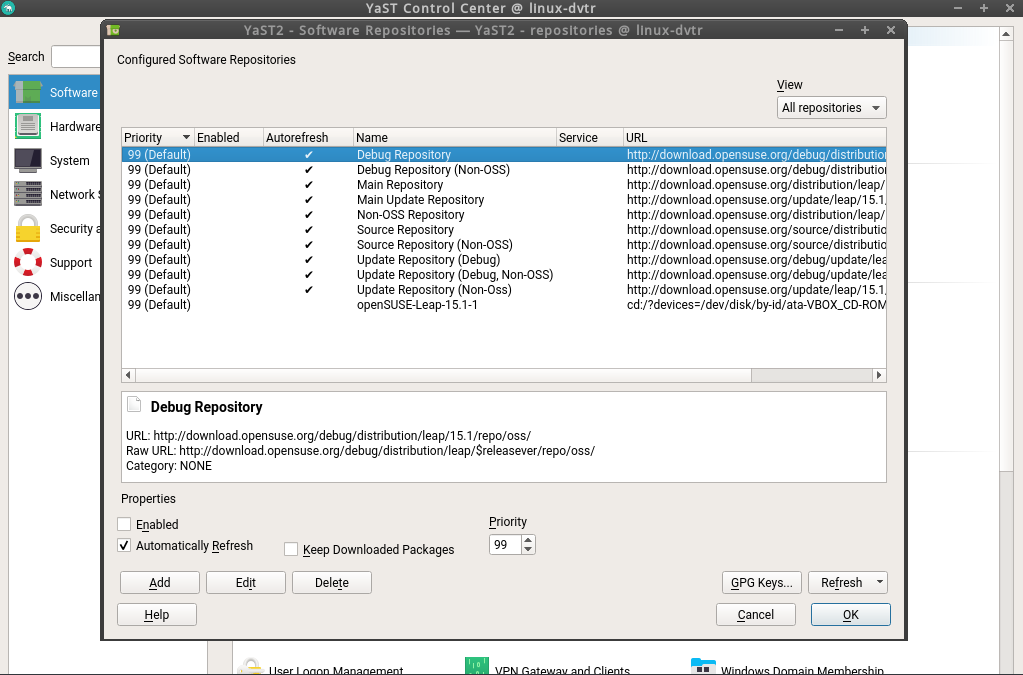 YaST Control Center @ linux-dvtr
YaST2 - Software Repositories — YaST2 - repositories @ linux-dvtr
Search
Software
Hardware
System
Network
Security
Support
Configured Software Repositories
View
All repositories
Priority Enabled Autorefresh Name Service URL
99 (Default) ✔ Debug Repository http://download.opensuse.org/debug/distribution
99 (Default) ✔ Debug Repository (Non-OSS) http://download.opensuse.org/debug/distribution
99 (Default) ✔ Main Repository http://download.opensuse.org/distribution/leap/
99 (Default) ✔ Main Update Repository http://download.opensuse.org/update/leap/15.1
99 (Default) ✔ Non-OSS Repository http://download.opensuse.org/distribution/leap/
99 (Default) ✔ Source Repository http://download.opensuse.org/source/distributio
99 (Default) ✔ Source Repository (Non-OSS) http://download.opensuse.org/source/distributio
99 (Default) ✔ Update Repository (Debug) http://download.opensuse.org/debug/update/lea
99 (Default) ✔ Update Repository (Debug, Non-OSS) http://download.opensuse.org/debug/update/lea
99 (Default) ✔ Update Repository (Non-Oss) http://download.opensuse.org/update/leap/15.1
99 (Default) openSUSE-Leap-15.1-1 cd:/?devices=/dev/disk/by-id/ata-VBOX_CD-ROM
Debug Repository
URL: http://download.opensuse.org/debug/distribution/leap/15.1/repo/oss/
Raw URL: http://download.opensuse.org/debug/distribution/leap/$releasever/repo/oss/
Category: NONE
Properties
Enabled
Automatically Refresh
Keep Downloaded Packages
Priority
99
Add Edit Delete GPG Keys... Refresh
Help Cancel OK
User Logon Management VPN Gateway and Clients Windows Domain Membership